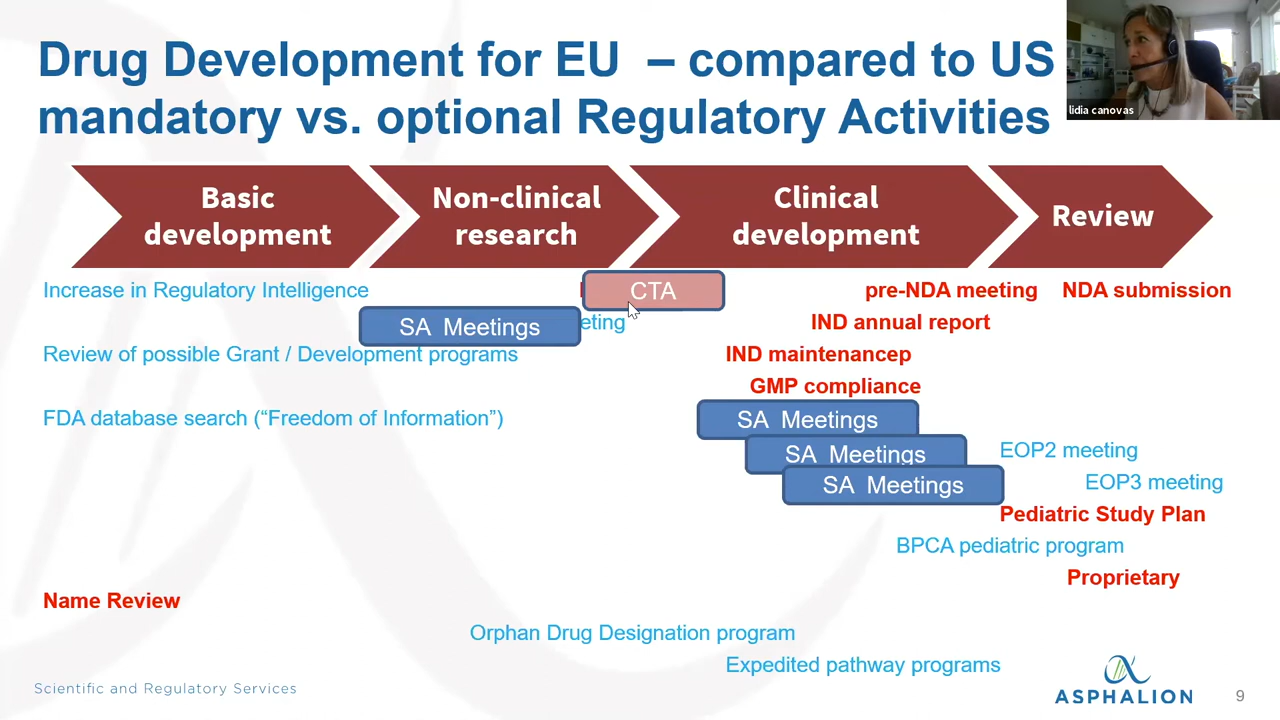 Drug Development for EU – compared to US
mandatory vs. optional Regulatory Activities
lidia canovas
Basic
development
Non-clinical
research
Clinical
development
Review
Increase in Regulatory Intelligence
CTA
pre-NDA meeting
NDA submission
SA Meetings
eting
IND annual report
Review of possible Grant / Development programs
IND maintenancep
GMP compliance
FDA database search (“Freedom of Information”)
SA Meetings
SA Meetings
EOP2 meeting
SA Meetings
EOP3 meeting
Pediatric Study Plan
BPCA pediatric program
Proprietary
Name Review
Orphan Drug Designation program
Expedited pathway programs
Scientific and Regulatory Services
ASPHALION
9